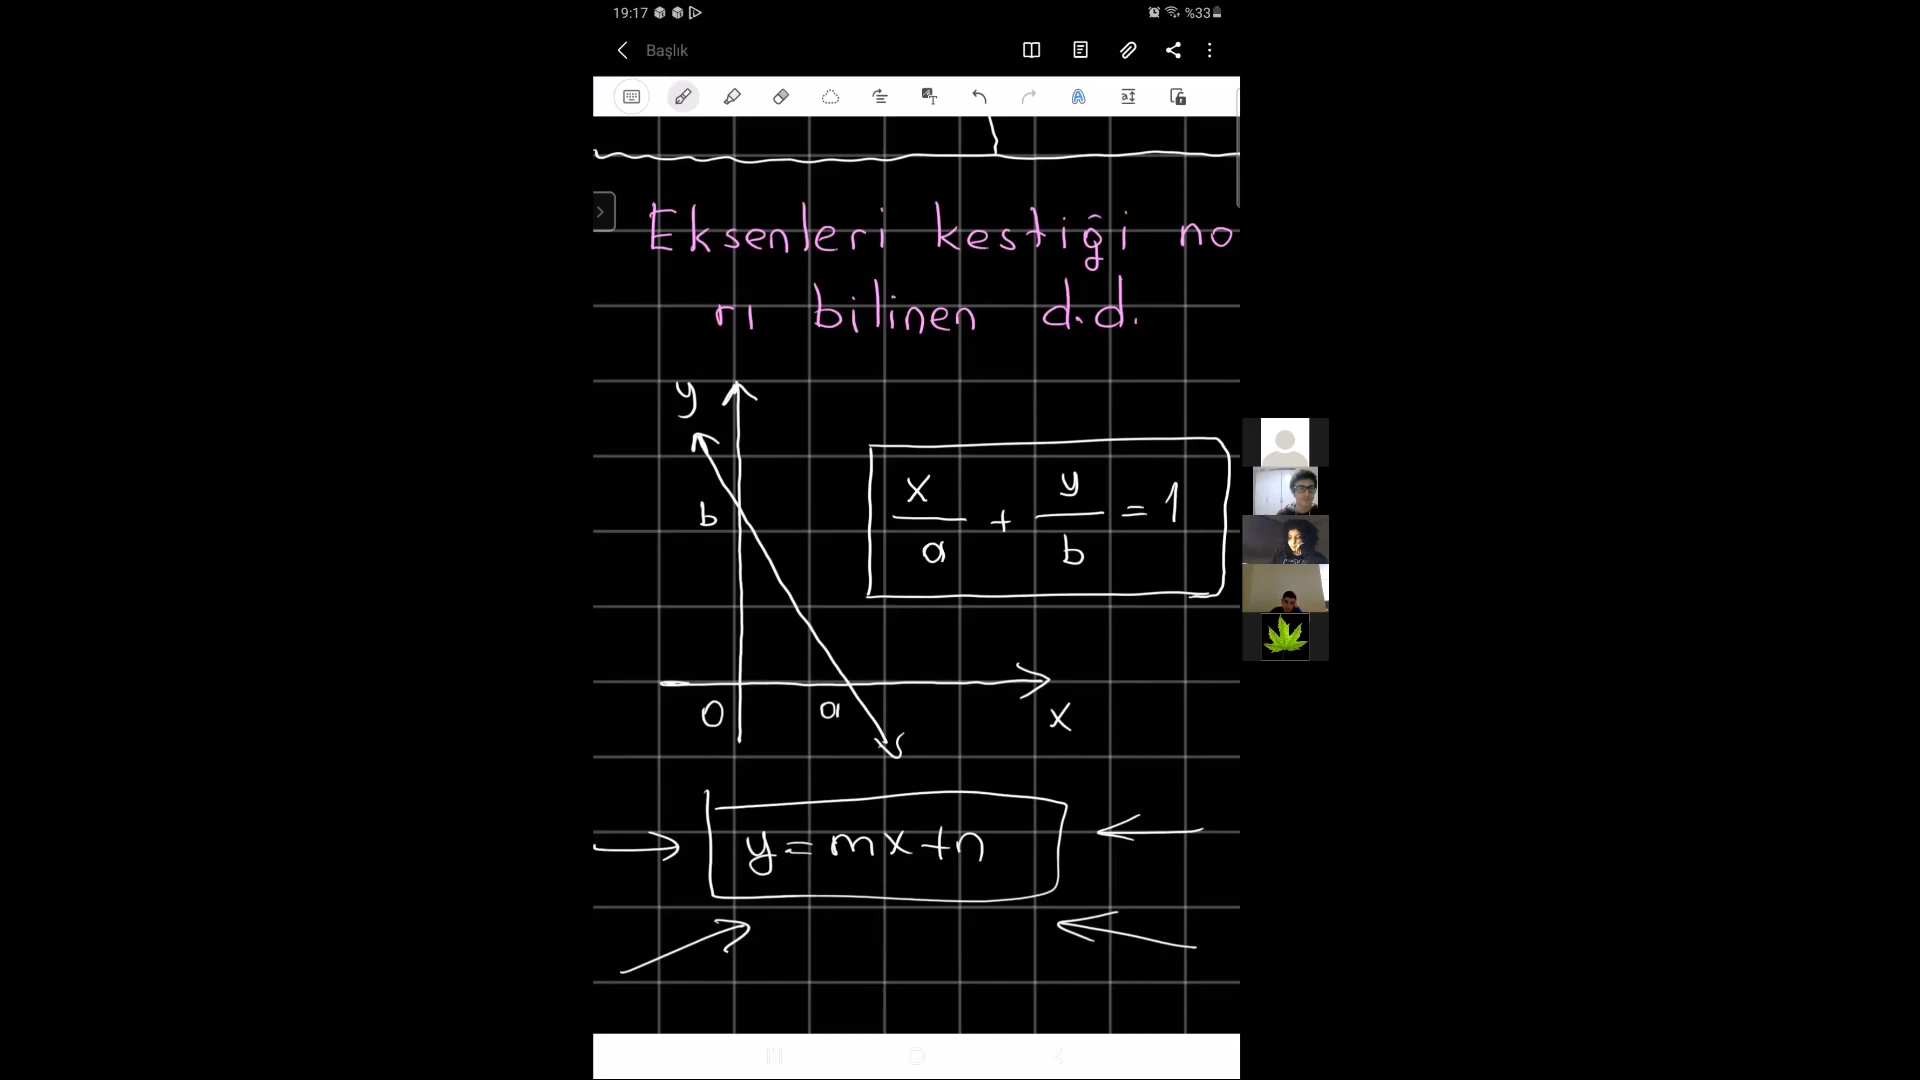 19:17 %33
Başlık
Eksenleri kestiği no
rı bilinen d.d.
y
b
x/a + y/b = 1
0 a x
y = mx + n